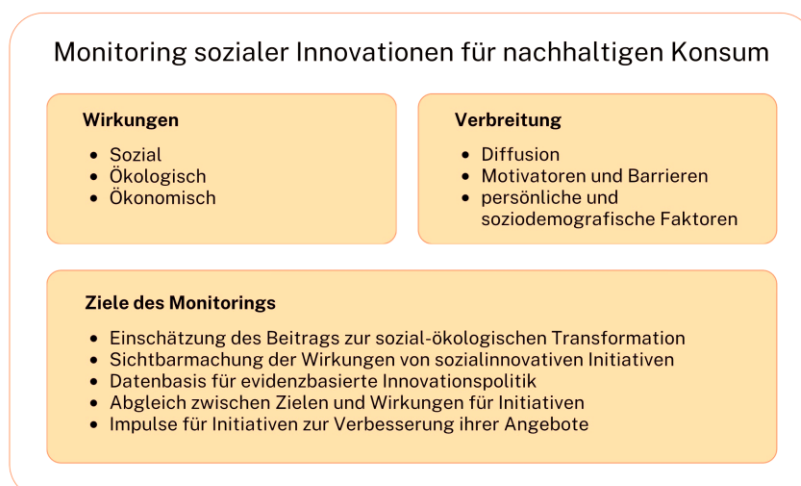 Monitoring sozialer Innovationen für nachhaltigen Konsum
Wirkungen
• Sozial
• Ökologisch
• Ökonomisch
Verbreitung
• Diffusion
• Motivatoren und Barrieren
• persönliche und
soziodemografische Faktoren
Ziele des Monitorings
• Einschätzung des Beitrags zur sozial-ökologischen Transformation
• Sichtbarmachung der Wirkungen von sozialinnovativen Initiativen
• Datenbasis für evidenzbasierte Innovationspolitik
• Abgleich zwischen Zielen und Wirkungen für Initiativen
• Impulse für Initiativen zur Verbesserung ihrer Angebote